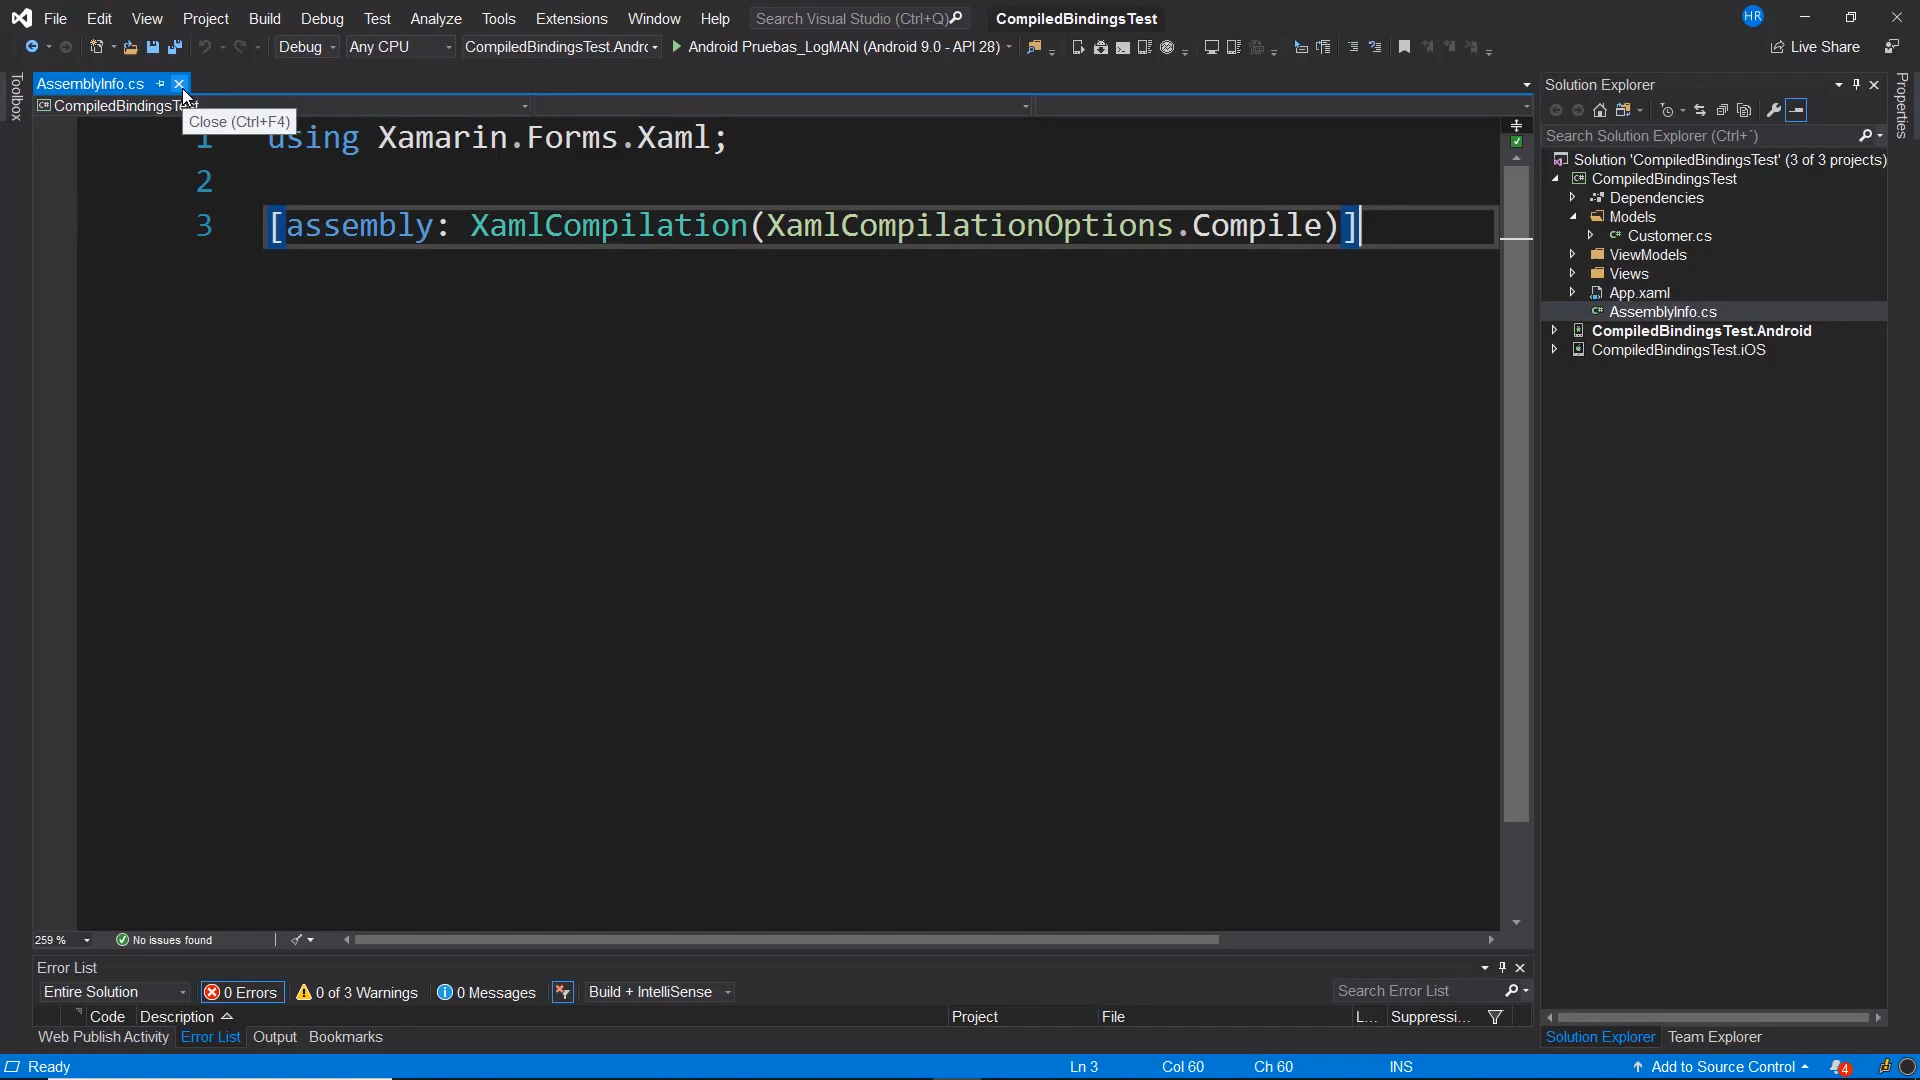 File Edit View Project Build Debug Test Analyze Tools Extensions Window Help Search Visual Studio (Ctrl+Q) CompiledBindingsTest HR
Debug Any CPU CompiledBindingsTest.Andrc Android Pruebas_LogMAN (Android 9.0 - API 28) Live Share
Toolbox
AssemblyInfo.cs
CompiledBindingsTest
Close (Ctrl+F4)
1 using Xamarin.Forms.Xaml;
2
3 [assembly: XamlCompilation(XamlCompilationOptions.Compile)]
259 % No issues found
Solution Explorer
Properties
Search Solution Explorer (Ctrl+´)
Solution 'CompiledBindingsTest' (3 of 3 projects)
CompiledBindingsTest
Dependencies
Models
Customer.cs
ViewModels
Views
App.xaml
AssemblyInfo.cs
CompiledBindingsTest.Android
CompiledBindingsTest.iOS
Error List
Entire Solution 0 Errors 0 of 3 Warnings 0 Messages Build + IntelliSense Search Error List
Code Description Project File L... Suppressi...
Web Publish Activity Error List Output Bookmarks
Solution Explorer Team Explorer
Ready Ln 3 Col 60 Ch 60 INS Add to Source Control 4